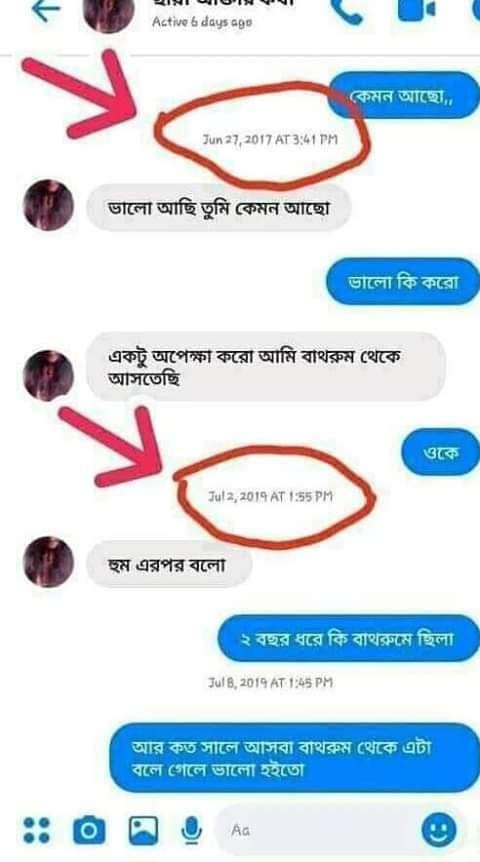 Active 6 days ago
কেমন আছো,,
Jun 27, 2017 AT 3:41 PM
ভালো আছি তুমি কেমন আছো
ভালো কি করো
একটু অপেক্ষা করো আমি বাথরুম থেকে
আসতেছি
ওকে
Jul 2, 2019 AT 1:55 PM
হুম এরপর বলো
২ বছর ধরে কি বাথরুমে ছিলা
Jul 8, 2019 AT 1:45 PM
আর কত সালে আসবা বাথরুম থেকে এটা
বলে গেলে ভালো হইতো
Aa